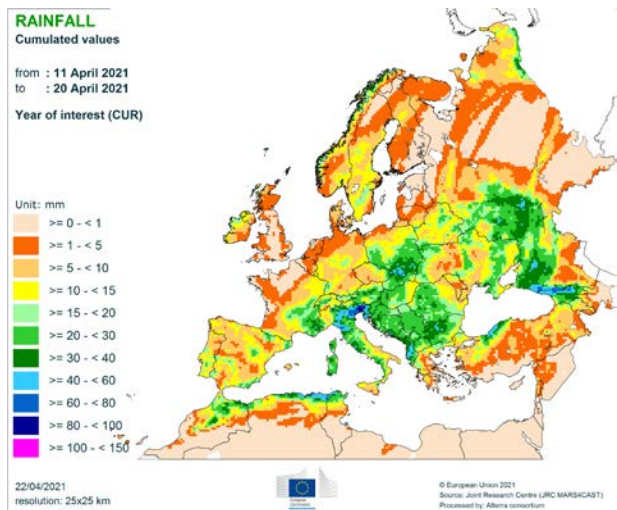 RAINFALL
Cumulated values
from : 11 April 2021
to : 20 April 2021
Year of interest (CUR)
Unit: mm
>= 0 - < 1
>= 1 - < 5
>= 5 - < 10
>= 10 - < 15
>= 15 - < 20
>= 20 - < 30
>= 30 - < 40
>= 40 - < 60
>= 60 - < 80
>= 80 - < 100
>= 100 - < 150
22/04/2021
resolution: 25x25 km
© European Union 2021
Source: Joint Research Centre (JRC MARS4CAST)
Processed by: Alterra consortium